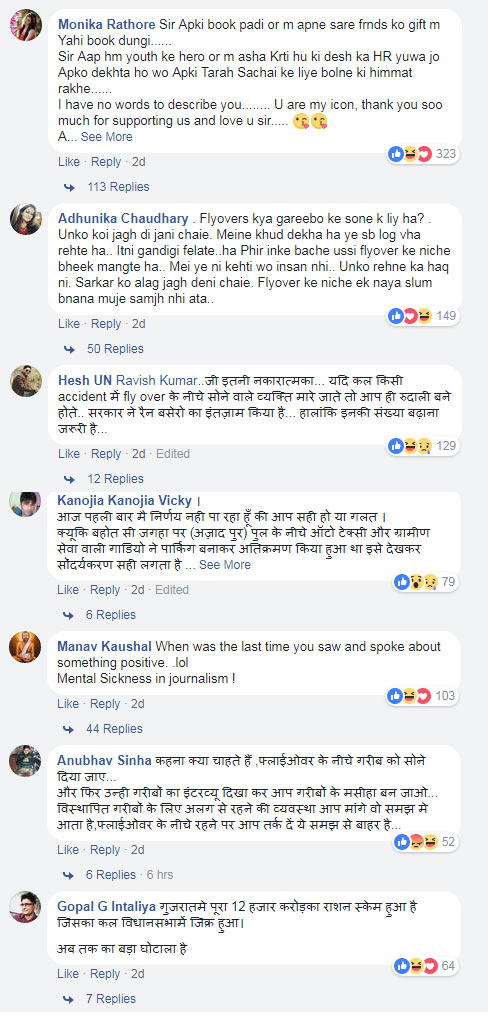 Monika Rathore Sir Apki book padi or m apne sare frnds ko gift m
Yahi book dungi......
Sir Aap hm youth ke hero or m asha Krti hu ki desh ka HR yuwa jo
Apko dekhta ho wo Apki Tarah Sachai ke liye bolne ki himmat
rakhe......
I have no words to describe you........ U are my icon, thank you soo
much for supporting us and love u sir..... 😘😘
A... See More
Like · Reply · 2d
323
113 Replies
Adhunika Chaudhary . Flyovers kya gareebo ke sone k liy ha? .
Unko koi jagh di jani chaie. Meine khud dekha ha ye sb log vha
rehte ha.. Itni gandigi felate..ha Phir inke bache ussi flyover ke niche
bheek mangte ha.. Mei ye ni kehti wo insan nhi.. Unko rehne ka haq
ni. Sarkar ko alag jagh deni chaie. Flyover ke niche ek naya slum
bnana muje samjh nhi ata..
Like · Reply · 2d
149
50 Replies
Hesh UN Ravish Kumar..जी इतनी नकारात्मका... यदि कल किसी
accident में fly over के नीचे सोने वाले व्यक्ति मारे जाते तो आप ही रुदाली बने
होते.. सरकार ने रैन बसेरो का इंतज़ाम किया है... हालांकि इनकी संख्या बढ़ाना
जरुरी है...
Like · Reply · 2d · Edited
129
12 Replies
Kanojia Kanojia Vicky ।
आज पहली बार मै निर्णय नही पा रहा हूँ की आप सही हो या गलत ।
क्यूकि बहोत सी जगहा पर (अज़ाद पुर) पुल के नीचे ऑटो टेक्सी और ग्रामीण
सेवा वाली गाडियो ने पार्किग बनाकर अतिक्रमण किया हुआ था इसे देखकर
सोंदर्यकरण सही लगता है ... See More
Like · Reply · 2d · Edited
79
6 Replies
Manav Kaushal When was the last time you saw and spoke about
something positive. .lol
Mental Sickness in journalism !
Like · Reply · 2d
103
44 Replies
Anubhav Sinha कहना क्या चाहते हैं ,फ्लाईओवर के नीचे गरीब को सोने
दिया जाए...
और फिर उन्ही गरीबों का इंटरव्यू दिखा कर आप गरीबों के मसीहा बन जाओ...
विस्थापित गरीबों के लिए अलग से रहने की व्यवस्था आप मांगे वो समझ मे
आता है,फ्लाईओवर के नीचे रहने पर आप तर्क दें ये समझ से बाहर है...
Like · Reply · 2d
52
6 Replies · 6 hrs
Gopal G Intaliya गुजरातमे पूरा 12 हजार करोड़का राशन स्केम हुआ है
जिसका कल विधानसभामें जिक्र हुआ।
अब तक का बड़ा घोटाला है
Like · Reply · 2d
64
7 Replies